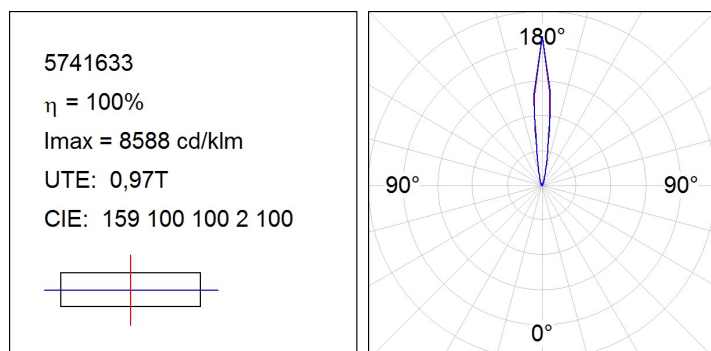 5741633
η = 100%
Imax = 8588 cd/klm
UTE:  0,97T
CIE:  159 100 100 2 100
180°
90°
90°
0°